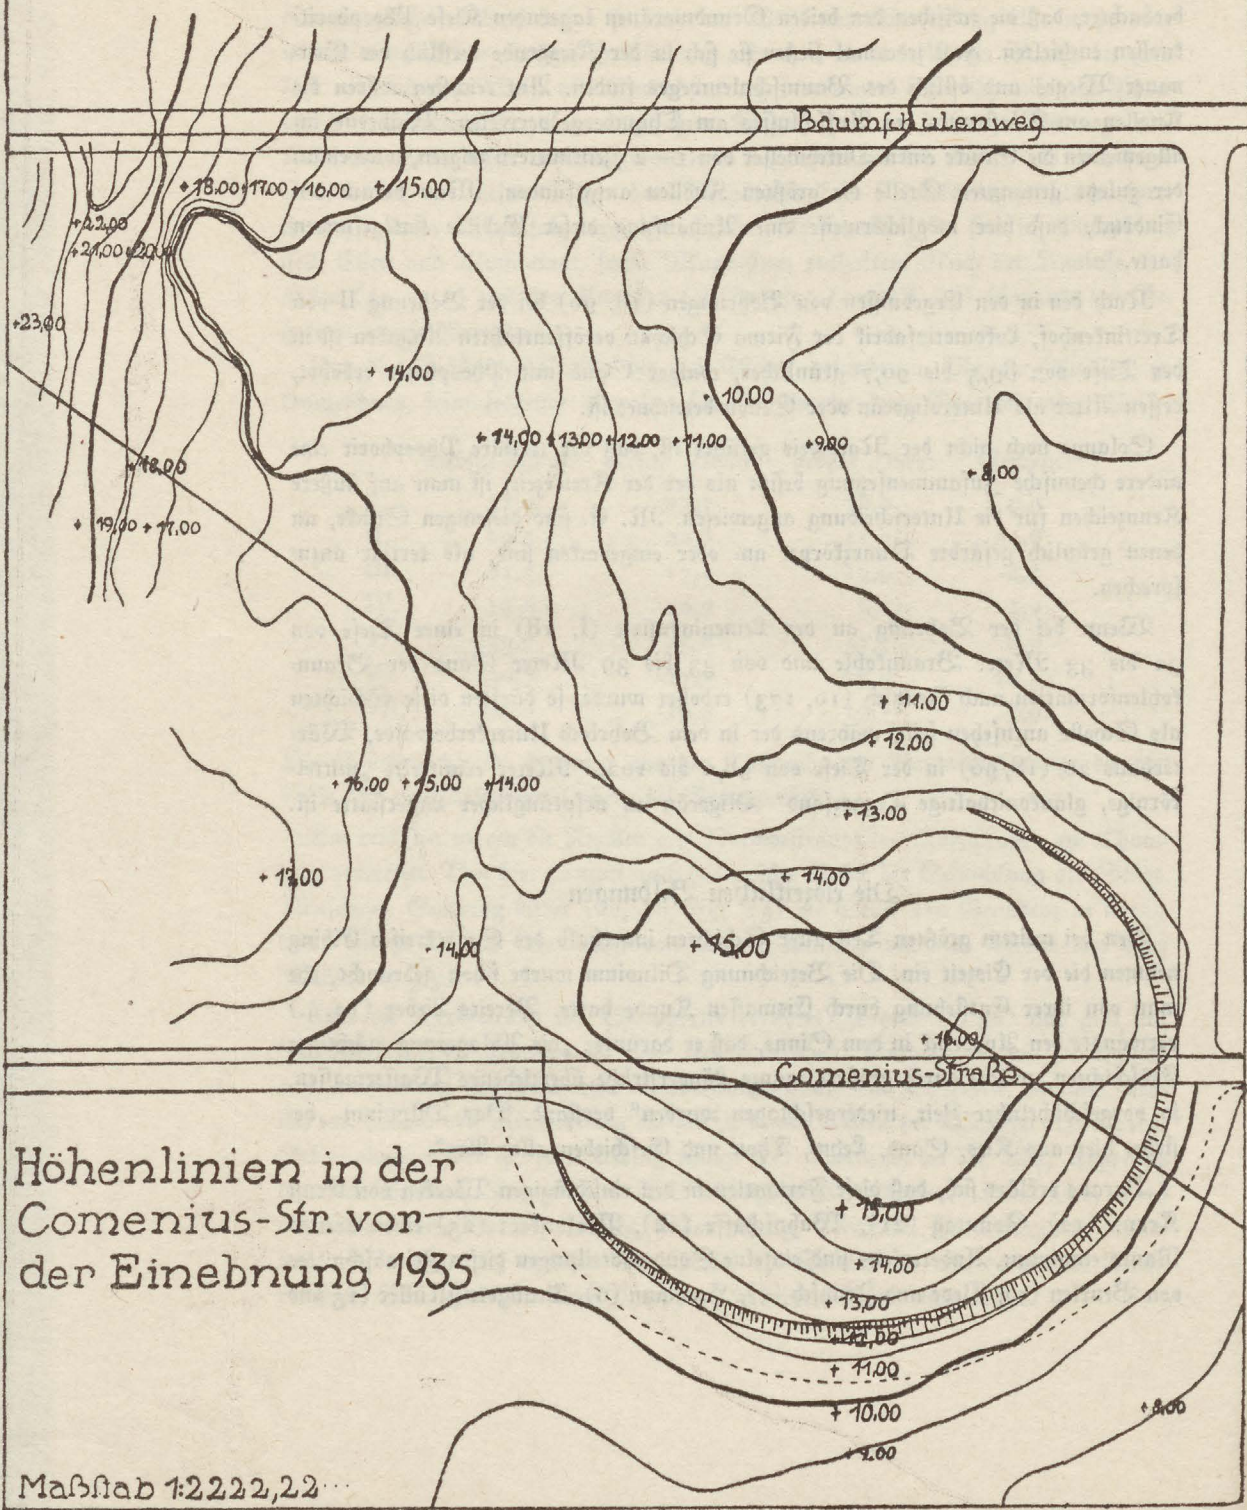 Baumschulenweg
+18.00 +17.00 +16.00 + 15,00
+22,00
+21,00 +20,00
+23,00
+ 14,00
+ 10,00
+ 14,00 +13,00 +12,00 +11,00 +9,00
+ 8,00
+18,00
+ 19,00 +17,00
+ 11.00
+ 12.00
+16.00 +15,00 +14,00
+ 13.00
+ 17,00 + 14,00
+ 14,00 + 15,00
+ 16,00
Comenius-Straße
Höhenlinien in der
Comenius-Str. vor
der Einebnung 1935
+ 15,00
+ 14,00
+ 13,00
+ 12,00
+ 11,00
+ 10,00 + 8,00
+ 9.00
Maßstab 1:2222,22...